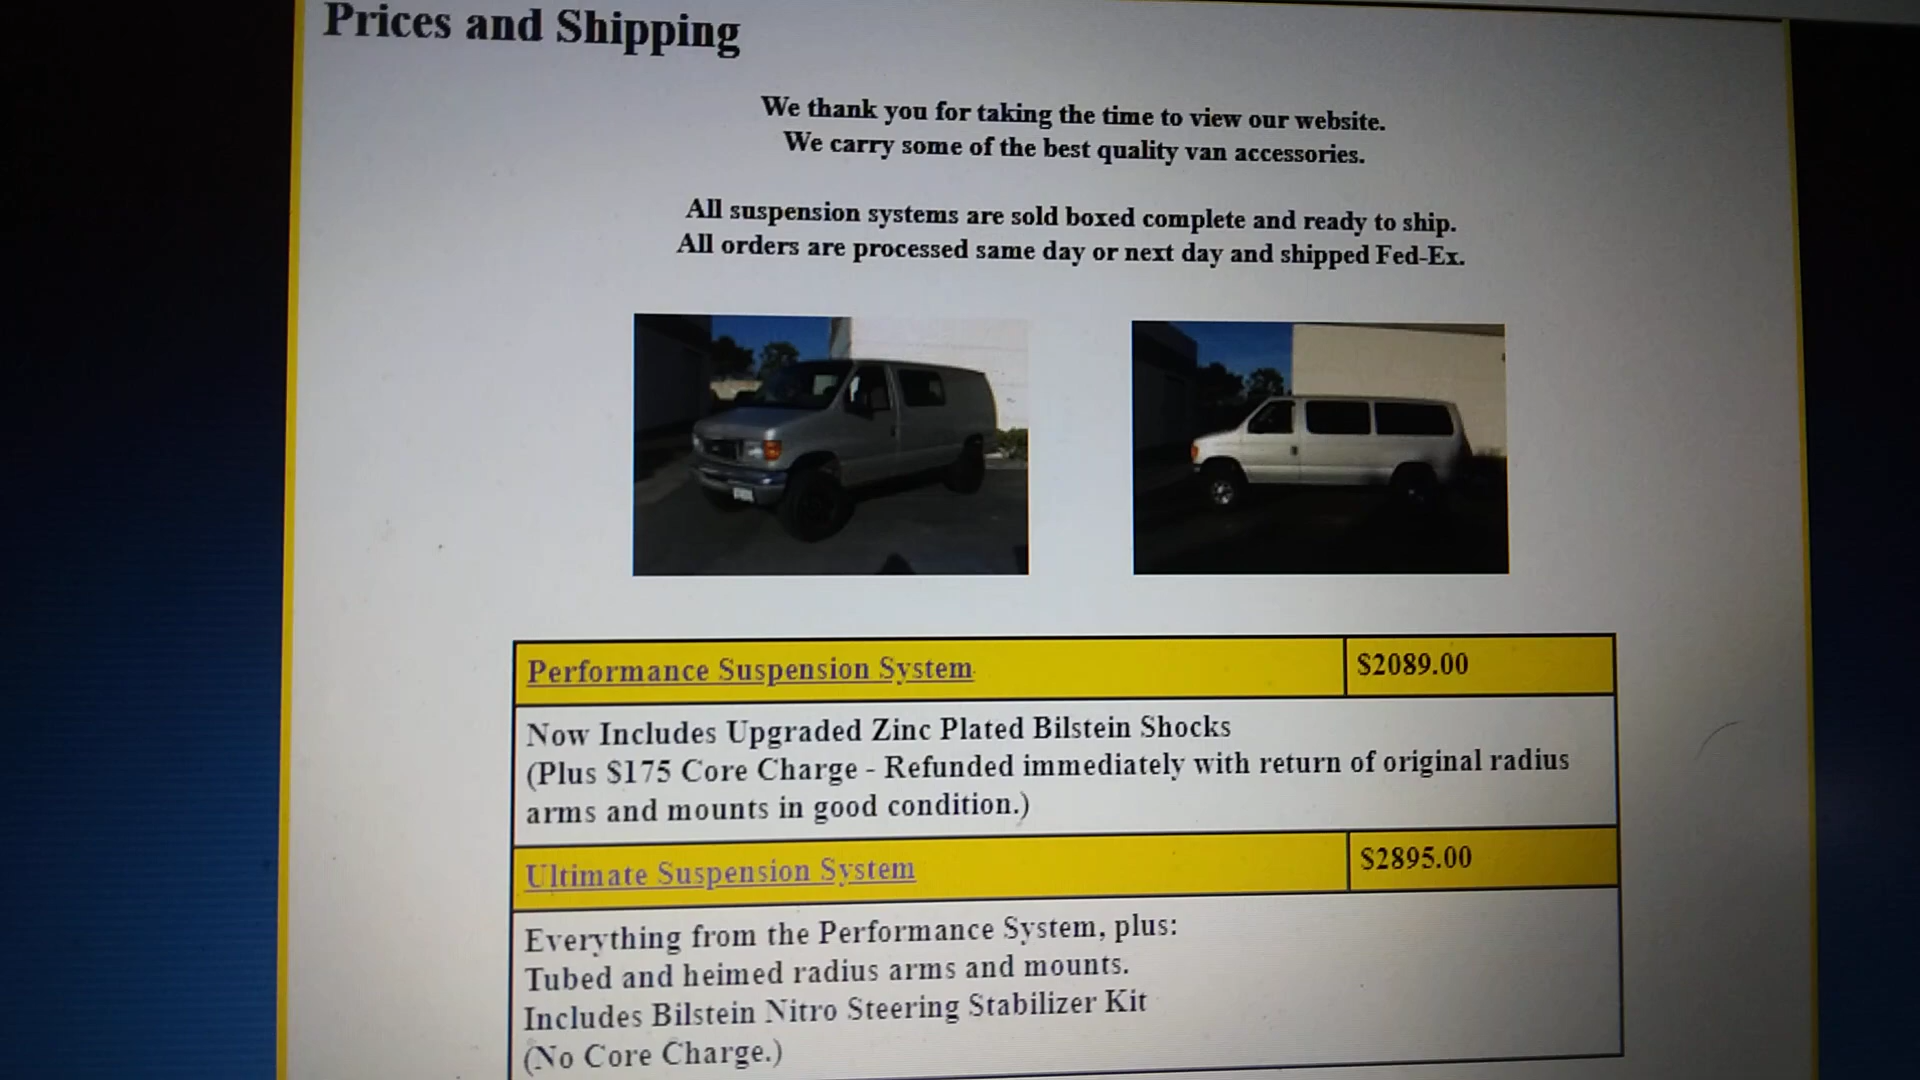 Prices and Shipping
We thank you for taking the time to view our website.
We carry some of the best quality van accessories.
All suspension systems are sold boxed complete and ready to ship.
All orders are processed same day or next day and shipped Fed-Ex.
Performance Suspension System
$2089.00
Now Includes Upgraded Zinc Plated Bilstein Shocks
(Plus $175 Core Charge - Refunded immediately with return of original radius
arms and mounts in good condition.)
Ultimate Suspension System
$2895.00
Everything from the Performance System, plus:
Tubed and heimed radius arms and mounts.
Includes Bilstein Nitro Steering Stabilizer Kit
(No Core Charge.)